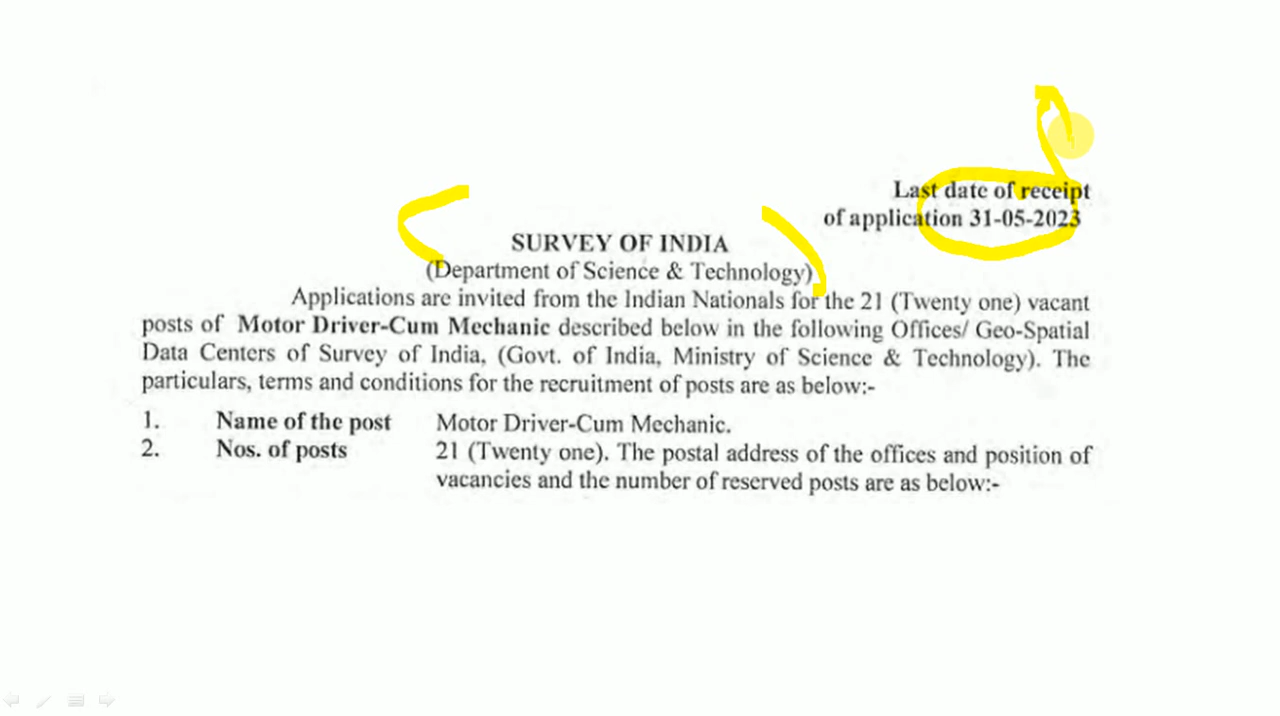 Last date of receipt
of application 31-05-2023
SURVEY OF INDIA
(Department of Science & Technology)
Applications are invited from the Indian Nationals for the 21 (Twenty one) vacant
posts of Motor Driver-Cum Mechanic described below in the following Offices/ Geo-Spatial
Data Centers of Survey of India, (Govt. of India, Ministry of Science & Technology). The
particulars, terms and conditions for the recruitment of posts are as below:-
1. Name of the post Motor Driver-Cum Mechanic.
2. Nos. of posts 21 (Twenty one). The postal address of the offices and position of
vacancies and the number of reserved posts are as below:-